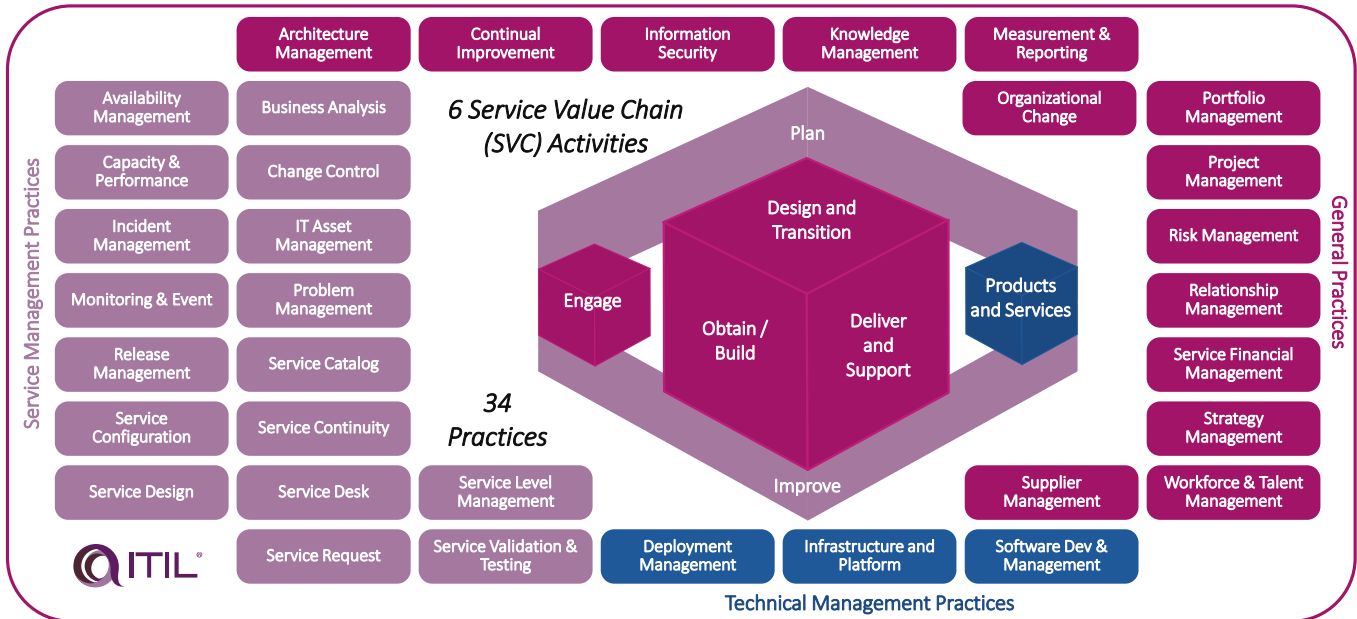 Architecture
Management
Continual
Improvement
Information
Security
Knowledge
Management
Measurement &
Reporting
Availability
Management
Business Analysis
6 Service Value Chain
(SVC) Activities
Plan
Organizational
Change
Portfolio
Management
Capacity &
Performance
Change Control
Project
Management
Incident
Management
IT Asset
Management
Design and
Transition
Risk Management
Monitoring & Event
Problem
Management
Engage
Products
and Services
Relationship
Management
Obtain /
Build
Deliver
and
Support
Release
Management
Service Catalog
Service Financial
Management
Service
Configuration
Service Continuity
34
Practices
Strategy
Management
Service Design
Service Desk
Service Level
Management
Improve
Supplier
Management
Workforce & Talent
Management
ITIL®
Service Request
Service Validation &
Testing
Deployment
Management
Infrastructure and
Platform
Software Dev &
Management
Service Management Practices
General Practices
Technical Management Practices